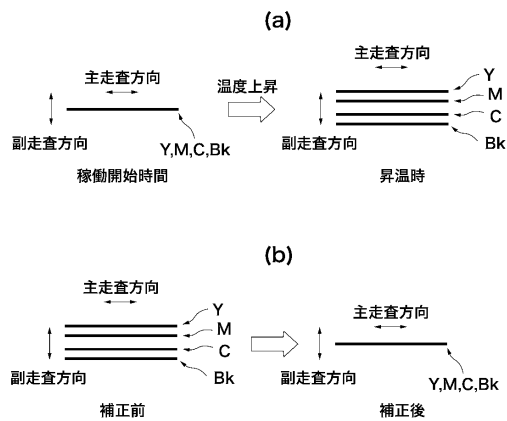 (a)
主走査方向
副走査方向
Y,M,C,Bk
稼働開始時間
温度上昇
主走査方向
副走査方向
Y
M
C
Bk
昇温時
(b)
主走査方向
副走査方向
Y
M
C
Bk
補正前
主走査方向
副走査方向
Y,M,C,Bk
補正後